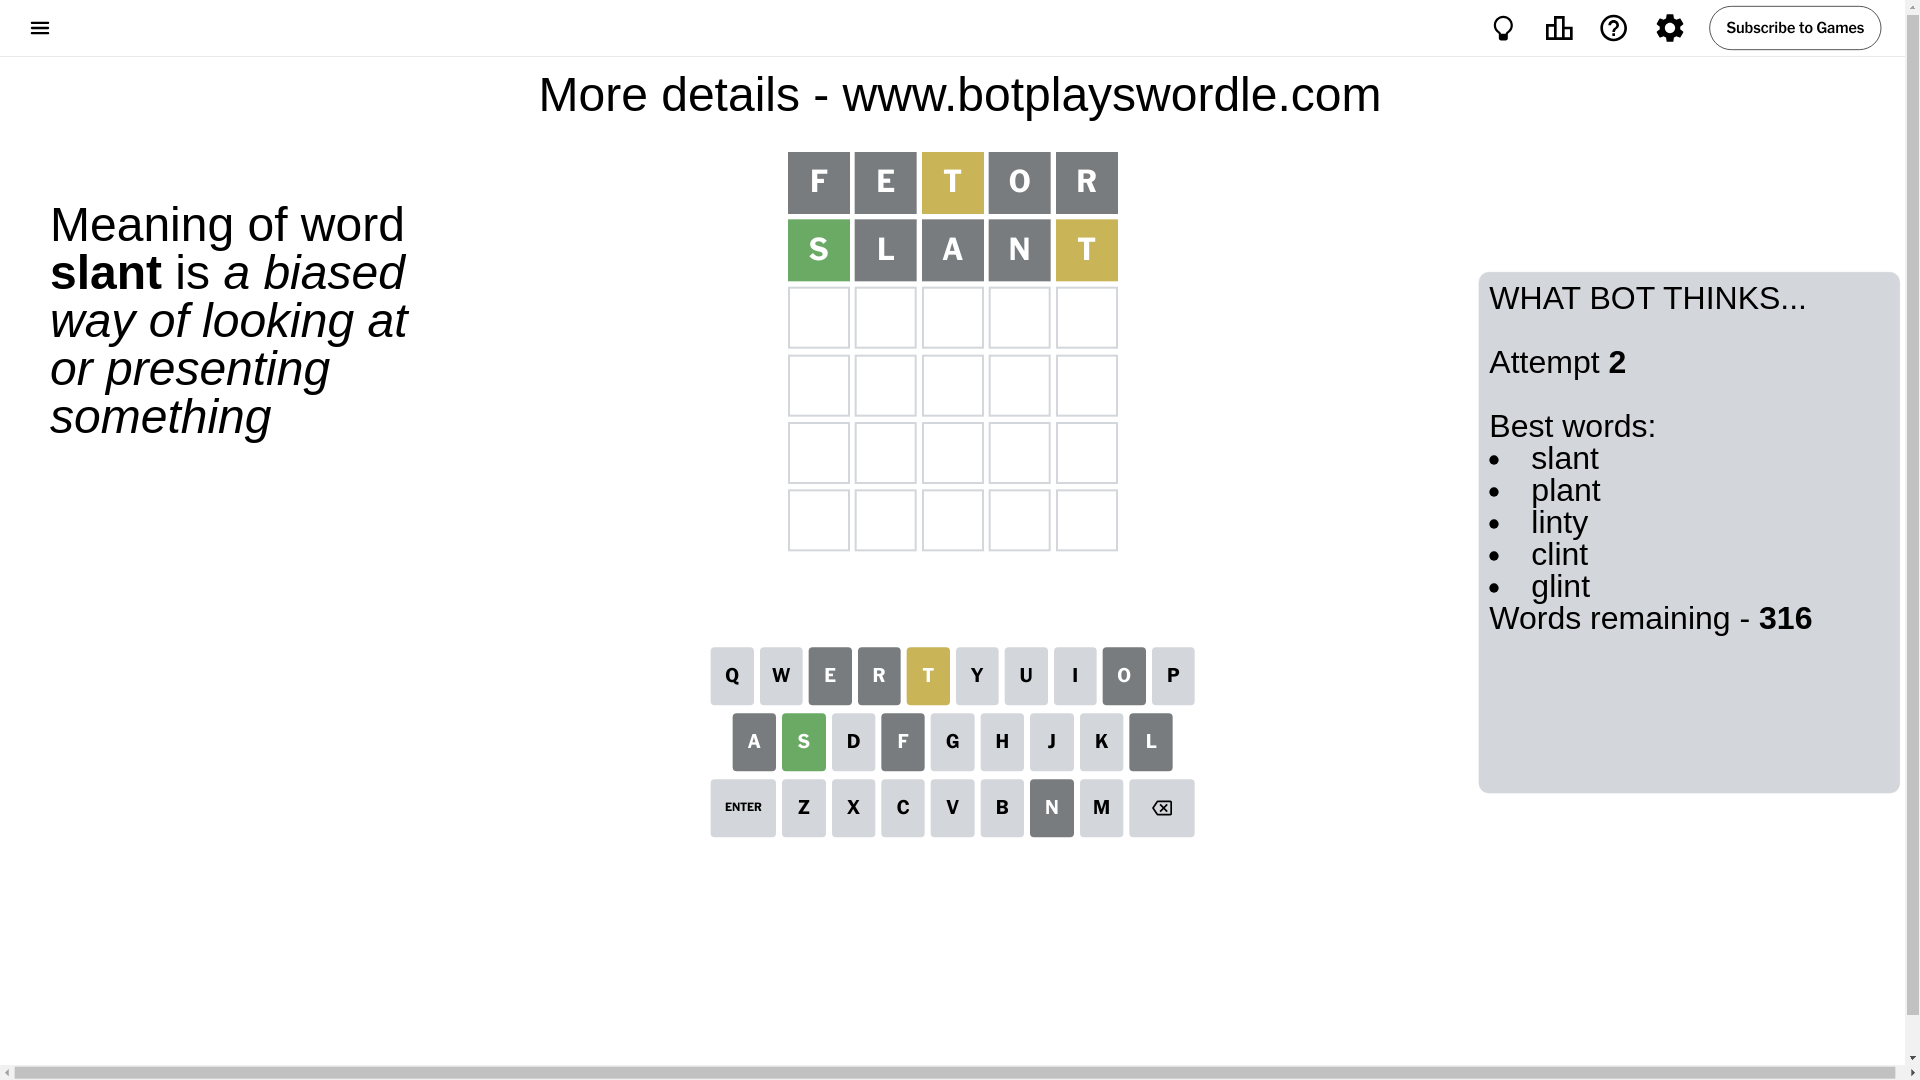 Subscribe to Games
More details - www.botplayswordle.com
Meaning of word
slant is a biased
way of looking at
or presenting
something
F E T O R
S L A N T
WHAT BOT THINKS...
Attempt 2
Best words:
• slant
• plant
• linty
• clint
• glint
Words remaining - 316
Q W E R T Y U I O P
A S D F G H J K L
ENTER Z X C V B N M